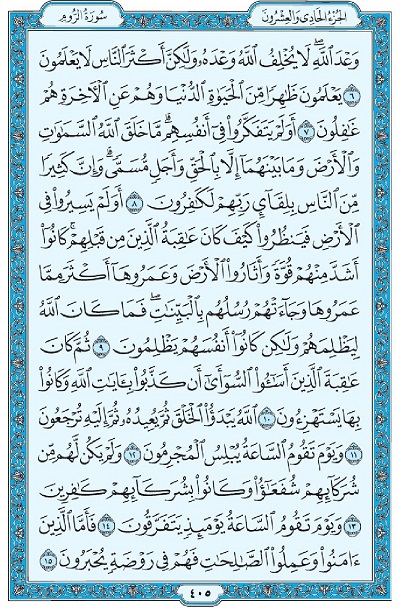 الجزء الحادي والعشرون
سورة الروم
وَعْدَ ٱللَّهِ لَا يُخْلِفُ ٱللَّهُ وَعْدَهُۥ وَلَٰكِنَّ أَكْثَرَ ٱلنَّاسِ لَا يَعْلَمُونَ
٦ يَعْلَمُونَ ظَٰهِرًا مِّنَ ٱلْحَيَوٰةِ ٱلدُّنْيَا وَهُمْ عَنِ ٱلْءَاخِرَةِ هُمْ
غَٰفِلُونَ ٧ أَوَلَمْ يَتَفَكَّرُوا۟ فِىٓ أَنفُسِهِم ۗ مَّا خَلَقَ ٱللَّهُ ٱلسَّمَٰوَٰتِ
وَٱلْأَرْضَ وَمَا بَيْنَهُمَآ إِلَّا بِٱلْحَقِّ وَأَجَلٍ مُّسَمًّى ۗ وَإِنَّ كَثِيرًا
مِّنَ ٱلنَّاسِ بِلِقَآئِ رَبِّهِمْ لَكَٰفِرُونَ ٨ أَوَلَمْ يَسِيرُوا۟ فِى
ٱلْأَرْضِ فَيَنظُرُوا۟ كَيْفَ كَانَ عَٰقِبَةُ ٱلَّذِينَ مِن قَبْلِهِمْ ۚ كَانُوٓا۟
أَشَدَّ مِنْهُمْ قُوَّةً وَأَثَارُوا۟ ٱلْأَرْضَ وَعَمَرُوهَآ أَكْثَرَ مِمَّا
عَمَرُوهَا وَجَآءَتْهُمْ رُسُلُهُم بِٱلْبَيِّنَٰتِ ۖ فَمَا كَانَ ٱللَّهُ
لِيَظْلِمَهُمْ وَلَٰكِن كَانُوٓا۟ أَنفُسَهُمْ يَظْلِمُونَ ٩ ثُمَّ كَانَ
عَٰقِبَةَ ٱلَّذِينَ أَسَٰٓـُٔوا۟ ٱلسُّوٓأَىٰٓ أَن كَذَّبُوا۟ بِـَٔايَٰتِ ٱللَّهِ وَكَانُوا۟
بِهَا يَسْتَهْزِءُونَ ١٠ ٱللَّهُ يَبْدَؤُا۟ ٱلْخَلْقَ ثُمَّ يُعِيدُهُۥ ثُمَّ إِلَيْهِ تُرْجَعُونَ
١١ وَيَوْمَ تَقُومُ ٱلسَّاعَةُ يُبْلِسُ ٱلْمُجْرِمُونَ ١٢ وَلَمْ يَكُن لَّهُم مِّن
شُرَكَآئِهِمْ شُفَعَٰٓؤُا۟ وَكَانُوا۟ بِشُرَكَآئِهِمْ كَٰفِرِينَ
١٣ وَيَوْمَ تَقُومُ ٱلسَّاعَةُ يَوْمَئِذٍ يَتَفَرَّقُونَ ١٤ فَأَمَّا ٱلَّذِينَ
ءَامَنُوا۟ وَعَمِلُوا۟ ٱلصَّٰلِحَٰتِ فَهُمْ فِى رَوْضَةٍ يُحْبَرُونَ ١٥
٤٠٥